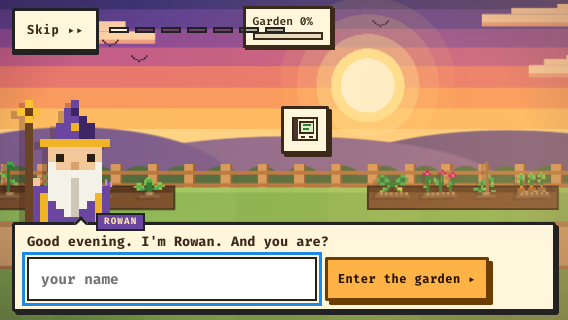 Skip ▸▸
Garden 0%
ROWAN
Good evening. I'm Rowan. And you are?
your name
Enter the garden ▸